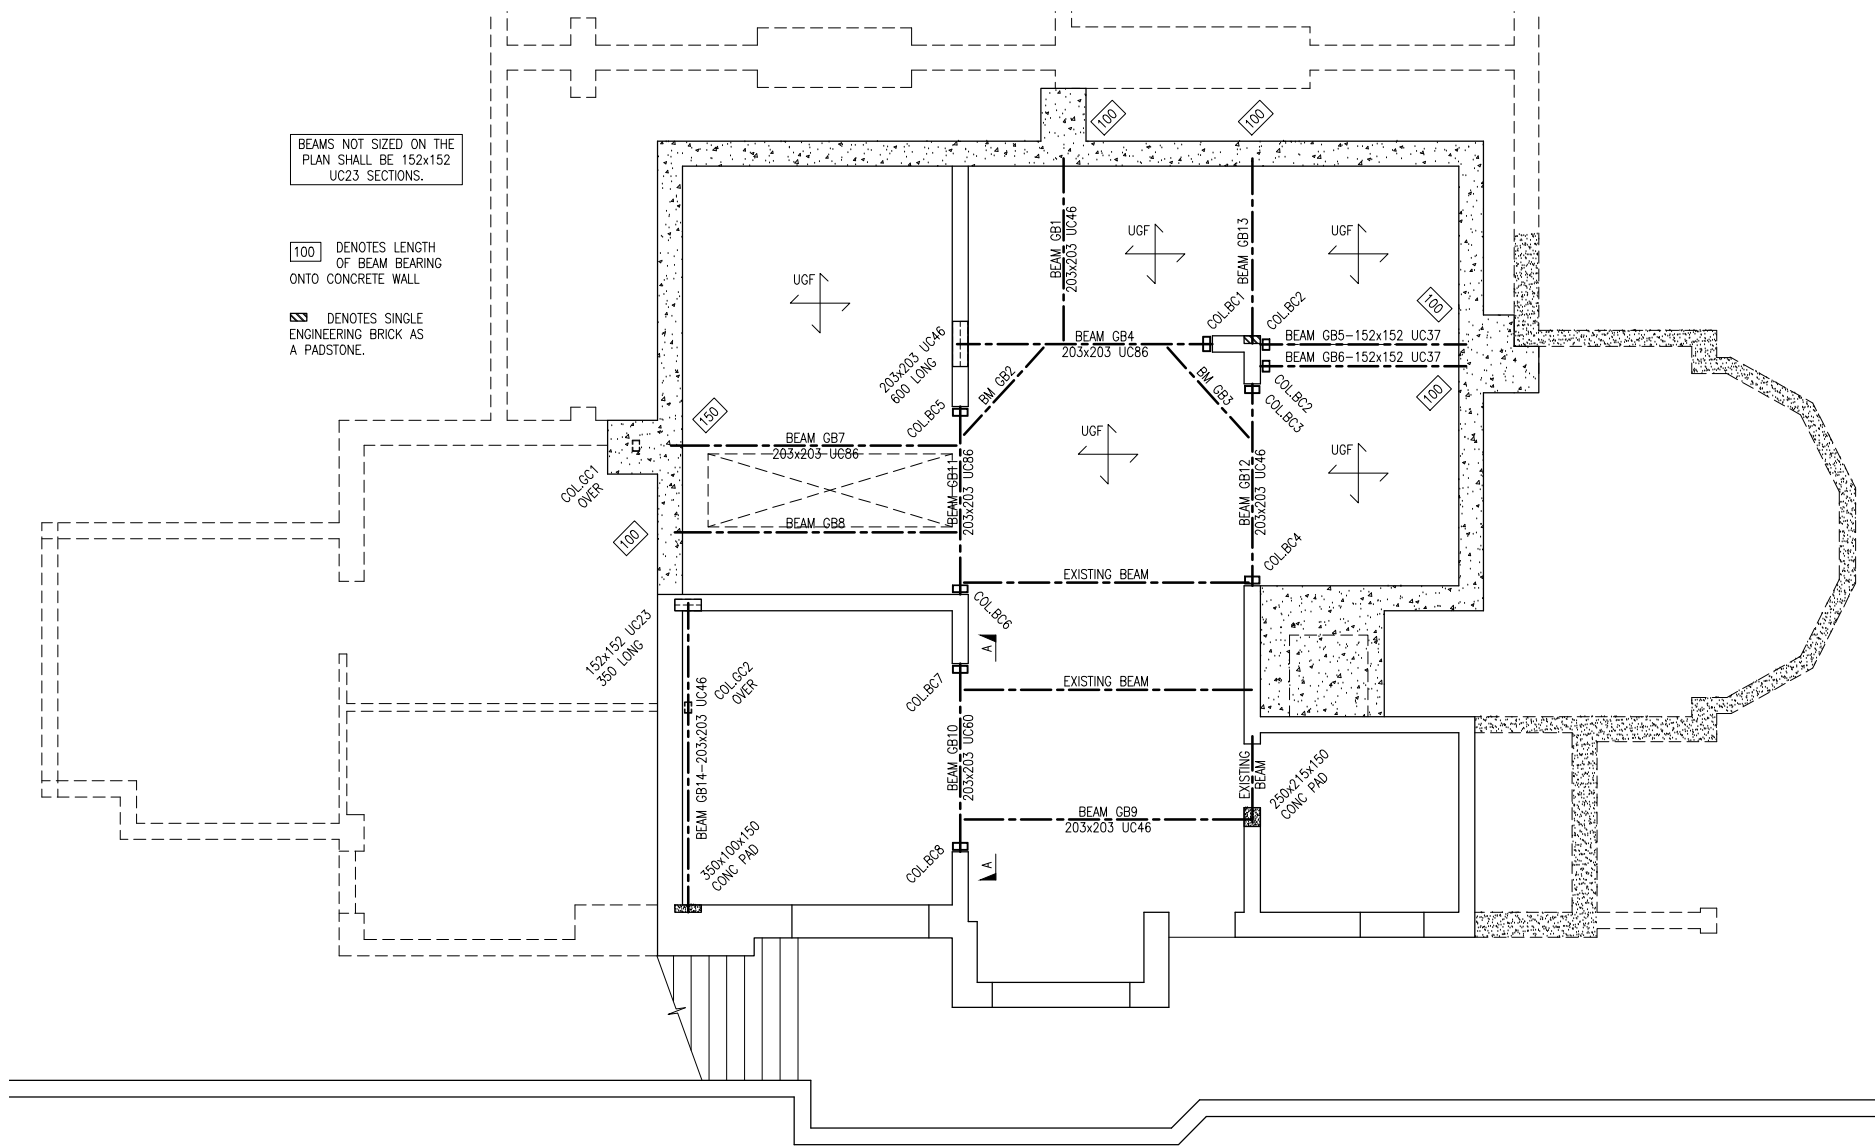 BEAMS NOT SIZED ON THE
PLAN SHALL BE 152x152
UC23 SECTIONS.
100 DENOTES LENGTH
OF BEAM BEARING
ONTO CONCRETE WALL
DENOTES SINGLE
ENGINEERING BRICK AS
A PADSTONE.
100
100
BEAM GB1
203x203 UC46
UGF
BEAM GB13
UGF
UGF
COL.BC1
COL.BC2
100
203x203 UC46
600 LONG
BEAM GB4
203x203 UC86
BEAM GB5-152x152 UC37
BEAM GB6-152x152 UC37
BM GB2
BM GB3
COL.BC2
COL.BC3
100
150
COL.BC5
BEAM GB7
203x203 UC86
UGF
UGF
COL.GC1
OVER
BEAM GB11
203x203 UC86
BEAM GB12
203x203 UC46
100
BEAM GB8
COL.BC4
EXISTING BEAM
COL.BC6
152x152 UC23
350 LONG
A
COL.GC2
OVER
COL.BC7
EXISTING BEAM
BEAM GB14-203x203 UC46
BEAM GB10
203x203 UC60
EXISTING
BEAM
250x215x150
CONC PAD
BEAM GB9
203x203 UC46
350x100x150
CONC PAD
COL.BC8
A